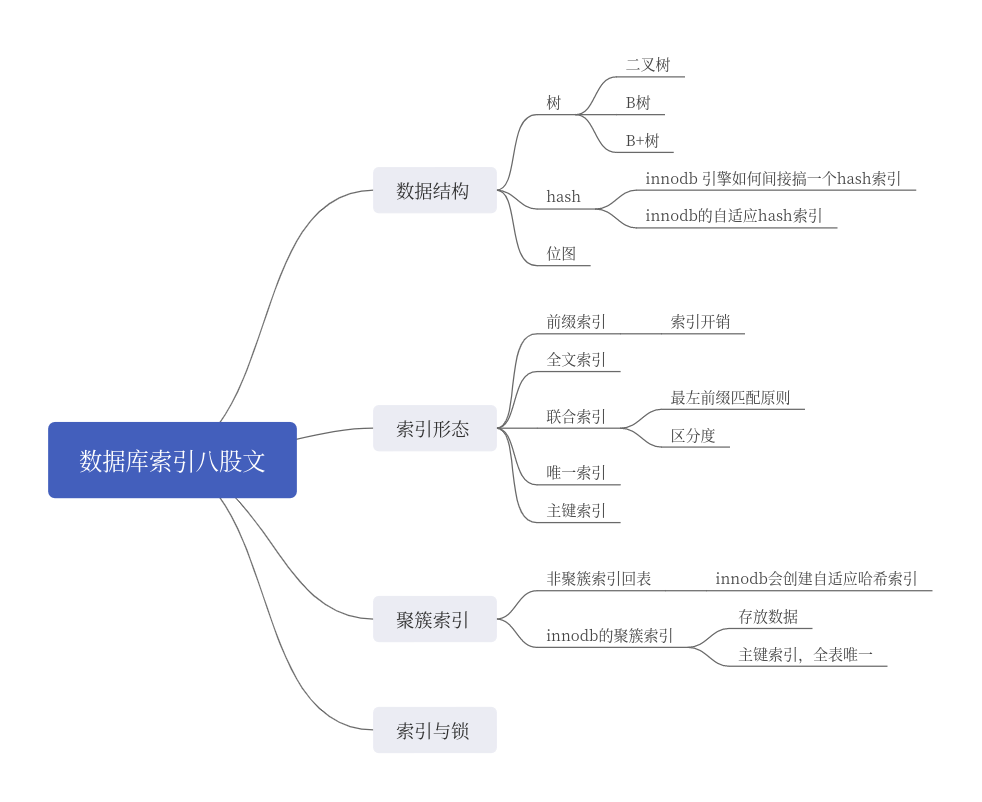 数据库索引八股文
数据结构
树
二叉树
B树
B+树
hash
innodb 引擎如何间接搞一个hash索引
innodb的自适应hash索引
位图
索引形态
前缀索引
索引开销
全文索引
联合索引
最左前缀匹配原则
区分度
唯一索引
主键索引
聚簇索引
非聚簇索引回表
innodb会创建自适应哈希索引
innodb的聚簇索引
存放数据
主键索引，全表唯一
索引与锁